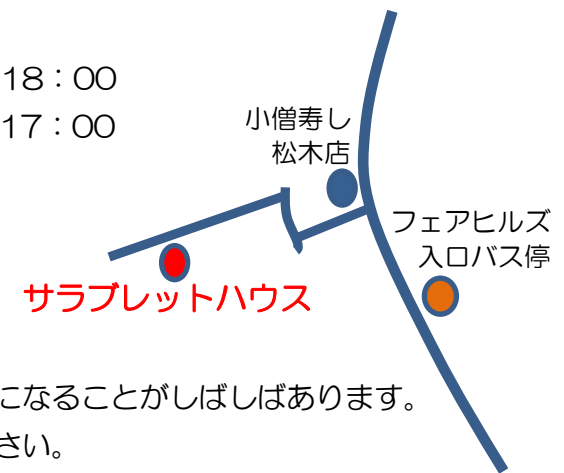 18：00
17：00
小僧寿し
松木店
フェアヒルズ
入口バス停
サラブレットハウス
になることがしばしばあります。
さい。